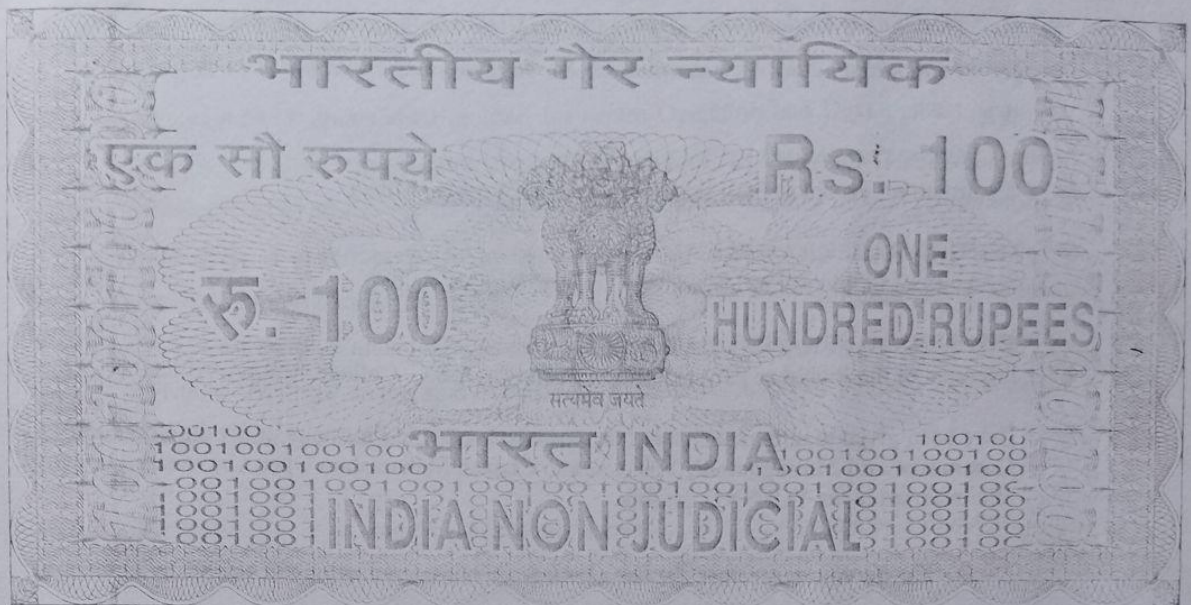 भारतीय गैर न्यायिक
एक सौ रुपये
Rs. 100
रु. 100
ONE
HUNDRED RUPEES
सत्यमेव जयते
भारत INDIA
INDIA NON JUDICIAL